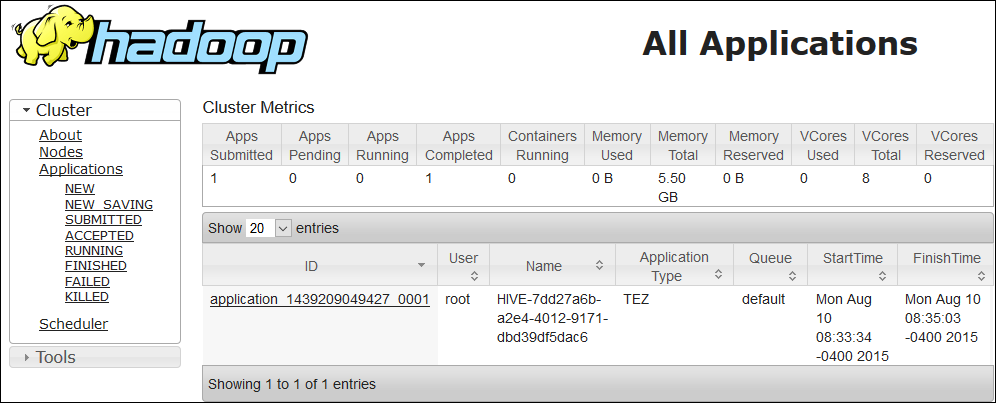 hadoop
All Applications
Cluster
About
Nodes
Applications
NEW
NEW_SAVING
SUBMITTED
ACCEPTED
RUNNING
FINISHED
FAILED
KILLED
Scheduler
Tools
Cluster Metrics
Apps Submitted Apps Pending Apps Running Apps Completed Containers Running Memory Used Memory Total Memory Reserved VCores Used VCores Total VCores Reserved
1 0 0 1 0 0 B 5.50 GB 0 B 0 8 0
Show 20 entries
ID User Name Application Type Queue StartTime FinishTime
application_1439209049427_0001 root HIVE-7dd27a6b-a2e4-4012-9171-dbd39df5dac6 TEZ default Mon Aug 10 08:33:34 -0400 2015 Mon Aug 10 08:35:03 -0400 2015
Showing 1 to 1 of 1 entries